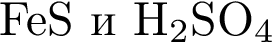 FeS и H₂SO₄